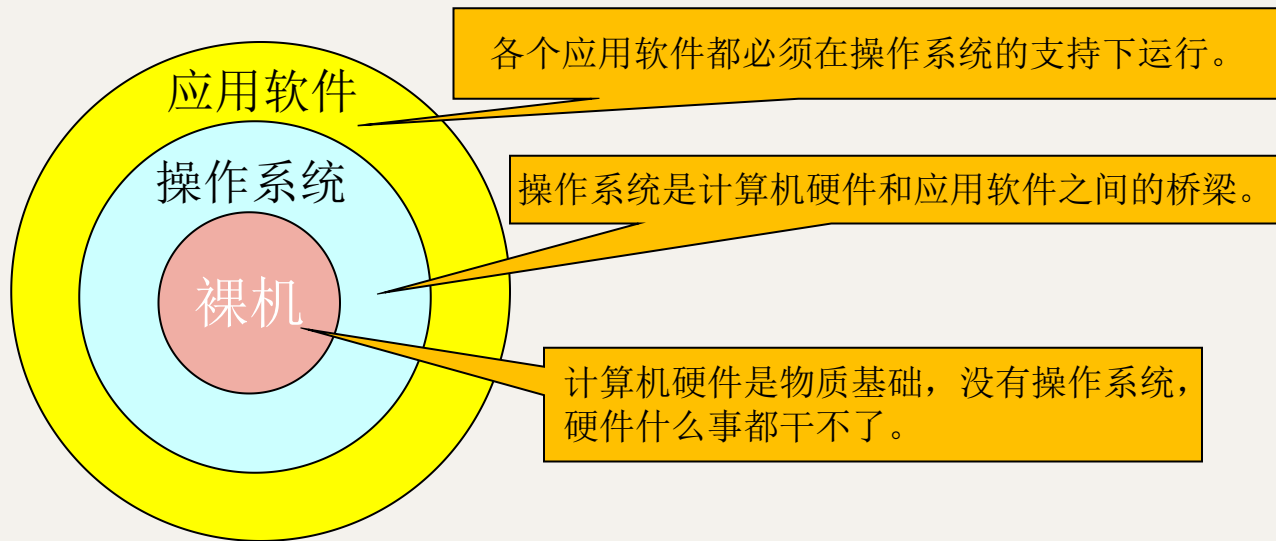 应用软件
各个应用软件都必须在操作系统的支持下运行。
操作系统
操作系统是计算机硬件和应用软件之间的桥梁。
裸机
计算机硬件是物质基础，没有操作系统，
硬件什么事都干不了。